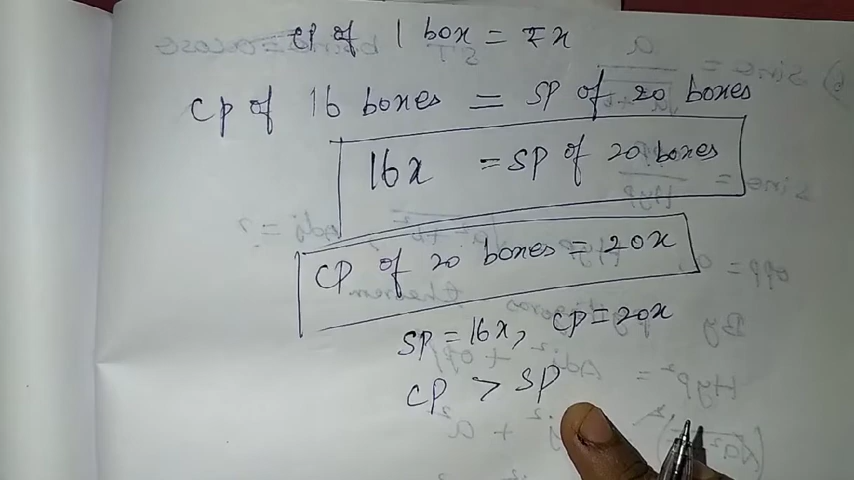 CP of 1 box = ₹x
CP of 16 boxes = SP of 20 boxes
16x = SP of 20 boxes
CP of 20 boxes = 20x
SP = 16x, CP = 20x
CP > SP